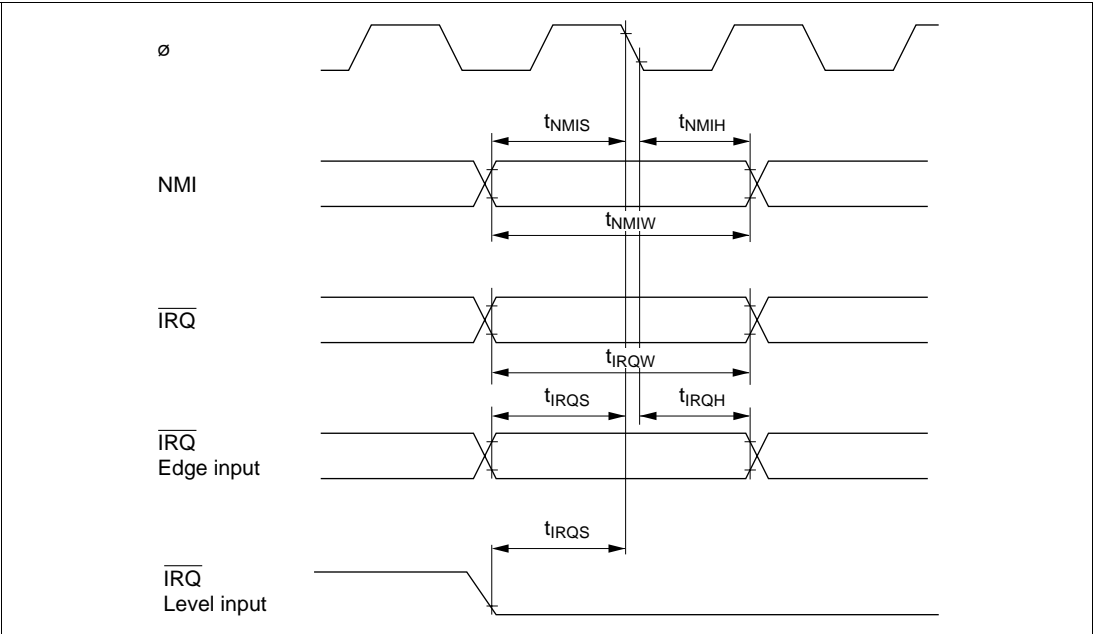 ø
tNMIS tNMIH
NMI
tNMIW
IRQ
tIRQW
tIRQS tIRQH
IRQ
Edge input
tIRQS
IRQ
Level input